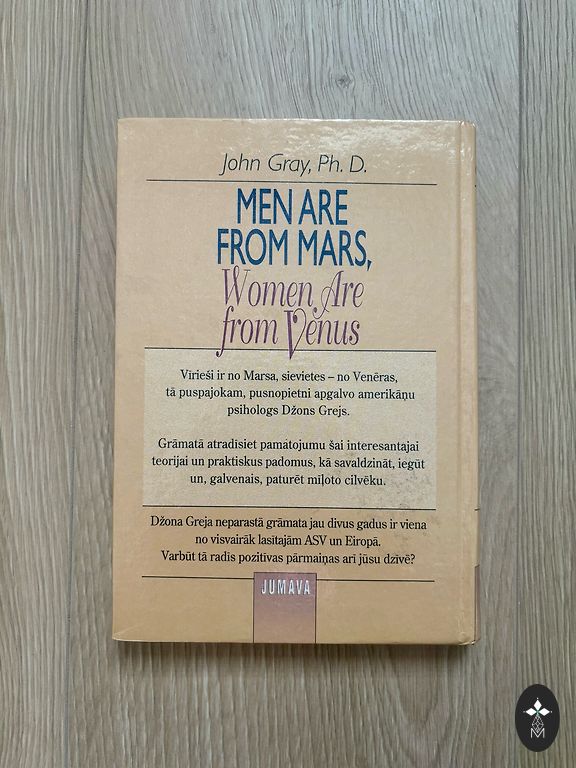 John Gray, Ph. D.
MEN ARE
FROM MARS,
Women Are
from Venus
Vīrieši ir no Marsa, sievietes – no Venēras,
tā puspajokam, pusnopietni apgalvo amerikāņu
psihologs Džons Grejs.
Grāmatā atradīsiet pamatojumu šai interesantajai
teorijai un praktiskus padomus, kā savaldzināt, iegūt
un, galvenais, paturēt mīļoto cilvēku.
Džona Greja neparastā grāmata jau divus gadus ir viena
no visvairāk lasītajām ASV un Eiropā.
Varbūt tā radīs pozitīvas pārmaiņas arī jūsu dzīvē?
JUMAVA
M